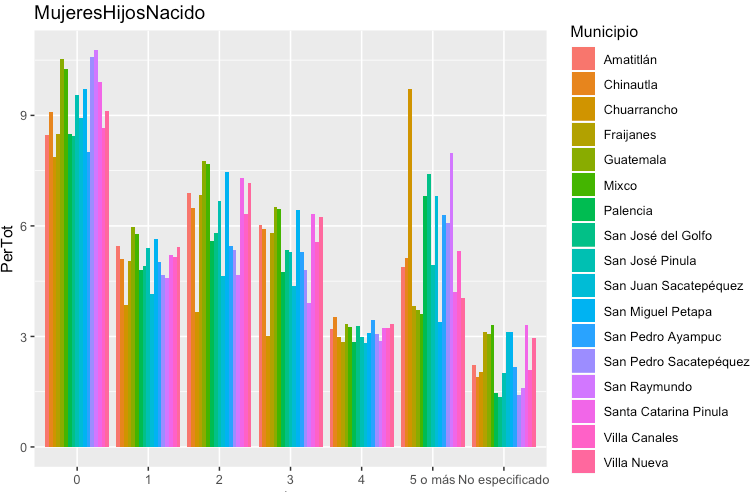 MujeresHijosNacido
PerTot
9
6
3
0
0 1 2 3 4 5 o más No especificado
Municipio
Amatitlán
Chinautla
Chuarrancho
Fraijanes
Guatemala
Mixco
Palencia
San José del Golfo
San José Pinula
San Juan Sacatepéquez
San Miguel Petapa
San Pedro Ayampuc
San Pedro Sacatepéquez
San Raymundo
Santa Catarina Pinula
Villa Canales
Villa Nueva